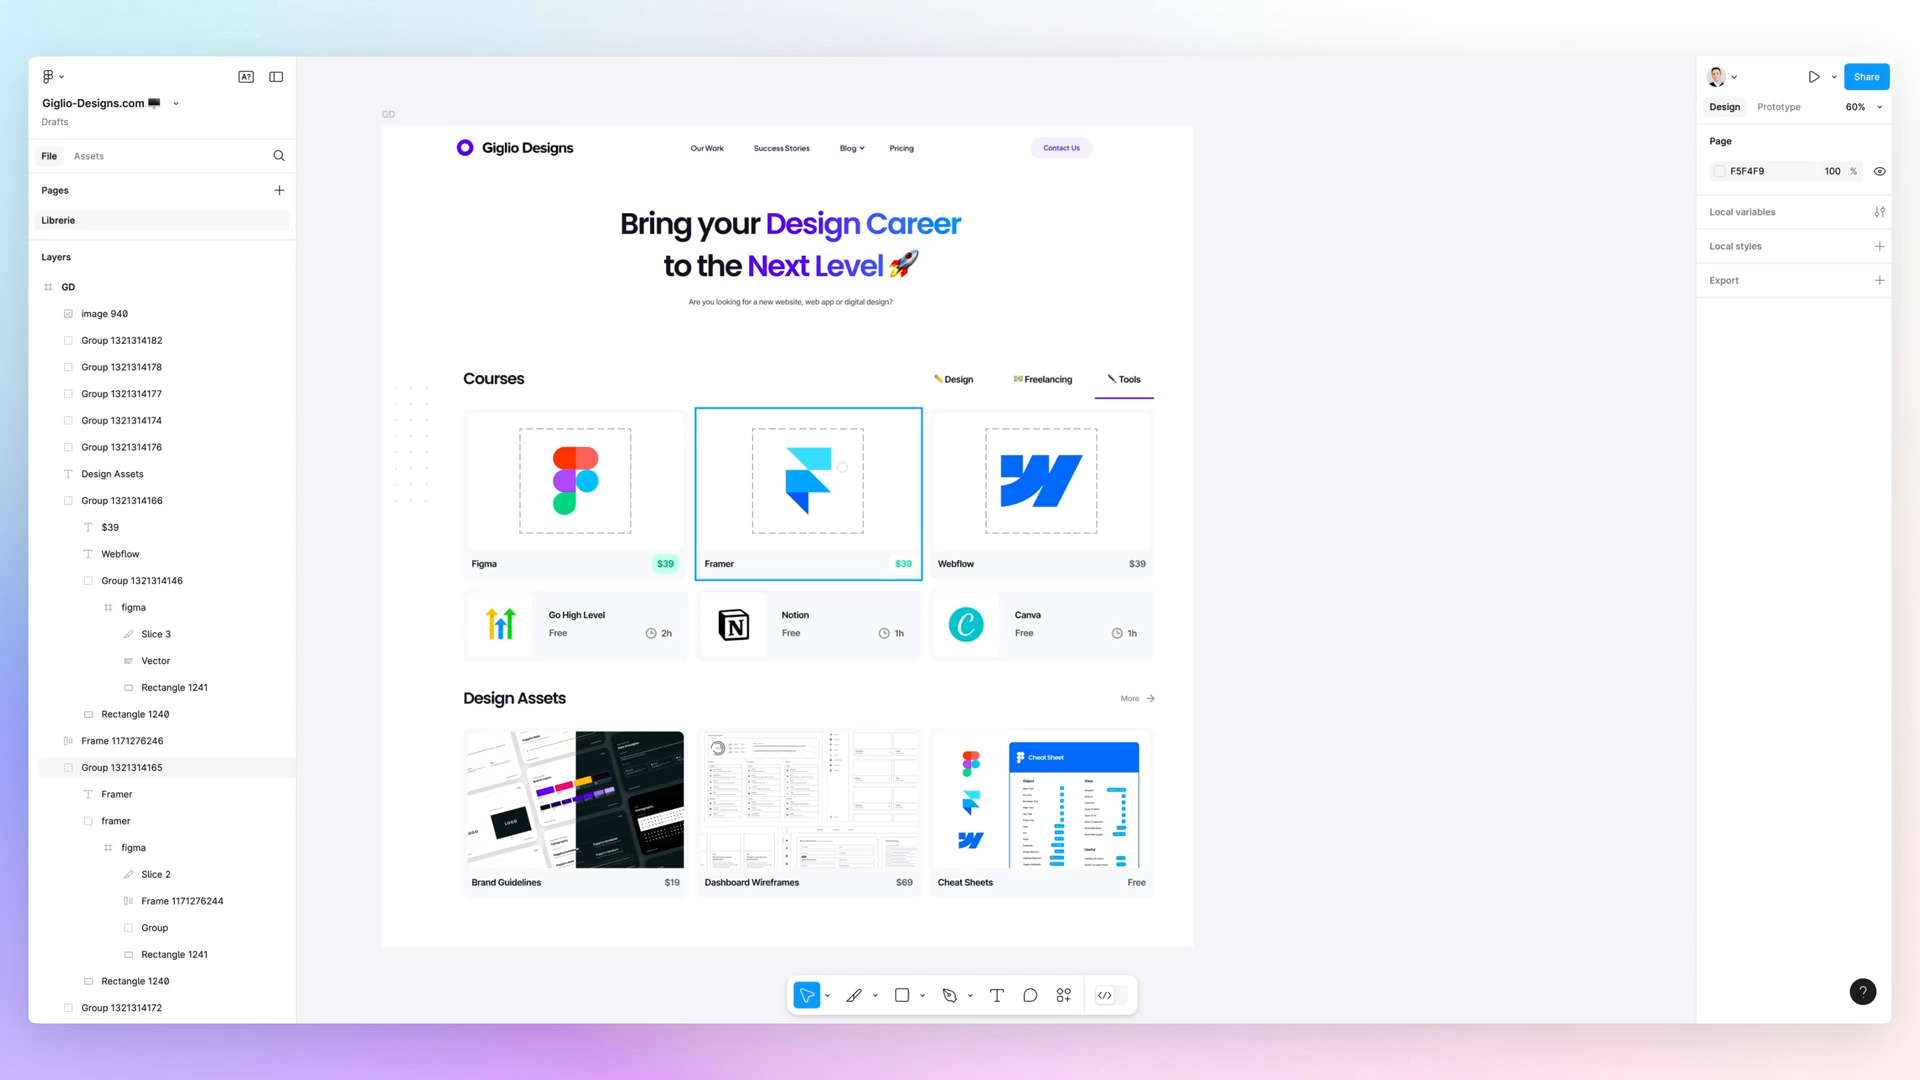 A?
Giglio-Designs.com
Drafts
File
Assets
Pages
Librerie
Layers
GD
image 940
Group 1321314182
Group 1321314178
Group 1321314177
Group 1321314174
Group 1321314176
Design Assets
Group 1321314166
$39
Webflow
Group 1321314146
figma
Slice 3
Vector
Rectangle 1241
Rectangle 1240
Frame 1171276246
Group 1321314165
Framer
framer
figma
Slice 2
Frame 1171276244
Group
Rectangle 1241
Rectangle 1240
Group 1321314172
GD
Giglio Designs
Our Work
Success Stories
Blog
Pricing
Contact Us
Bring your Design Career
to the Next Level 🚀
Are you looking for a new website, web app or digital design?
Courses
Design
Freelancing
Tools
Figma
$39
Framer
$39
Webflow
$39
Go High Level
Free
2h
Notion
Free
1h
Canva
Free
1h
Design Assets
More
LOGO
Cheat Sheet
Object
View
Useful
Brand Guidelines
$19
Dashboard Wireframes
$69
Cheat Sheets
Free
Share
Design
Prototype
60%
Page
F5F4F9
100
%
Local variables
Local styles
Export
?